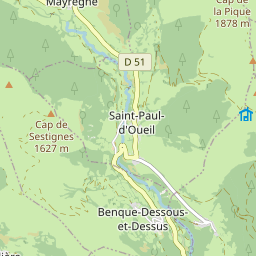 Mayrègne
Cap de
la Pique
1878 m
D 51
Saint-Paul-
d'Oueil
Cap de
Sestignes
1627 m
Benque-Dessous-
et-Dessus